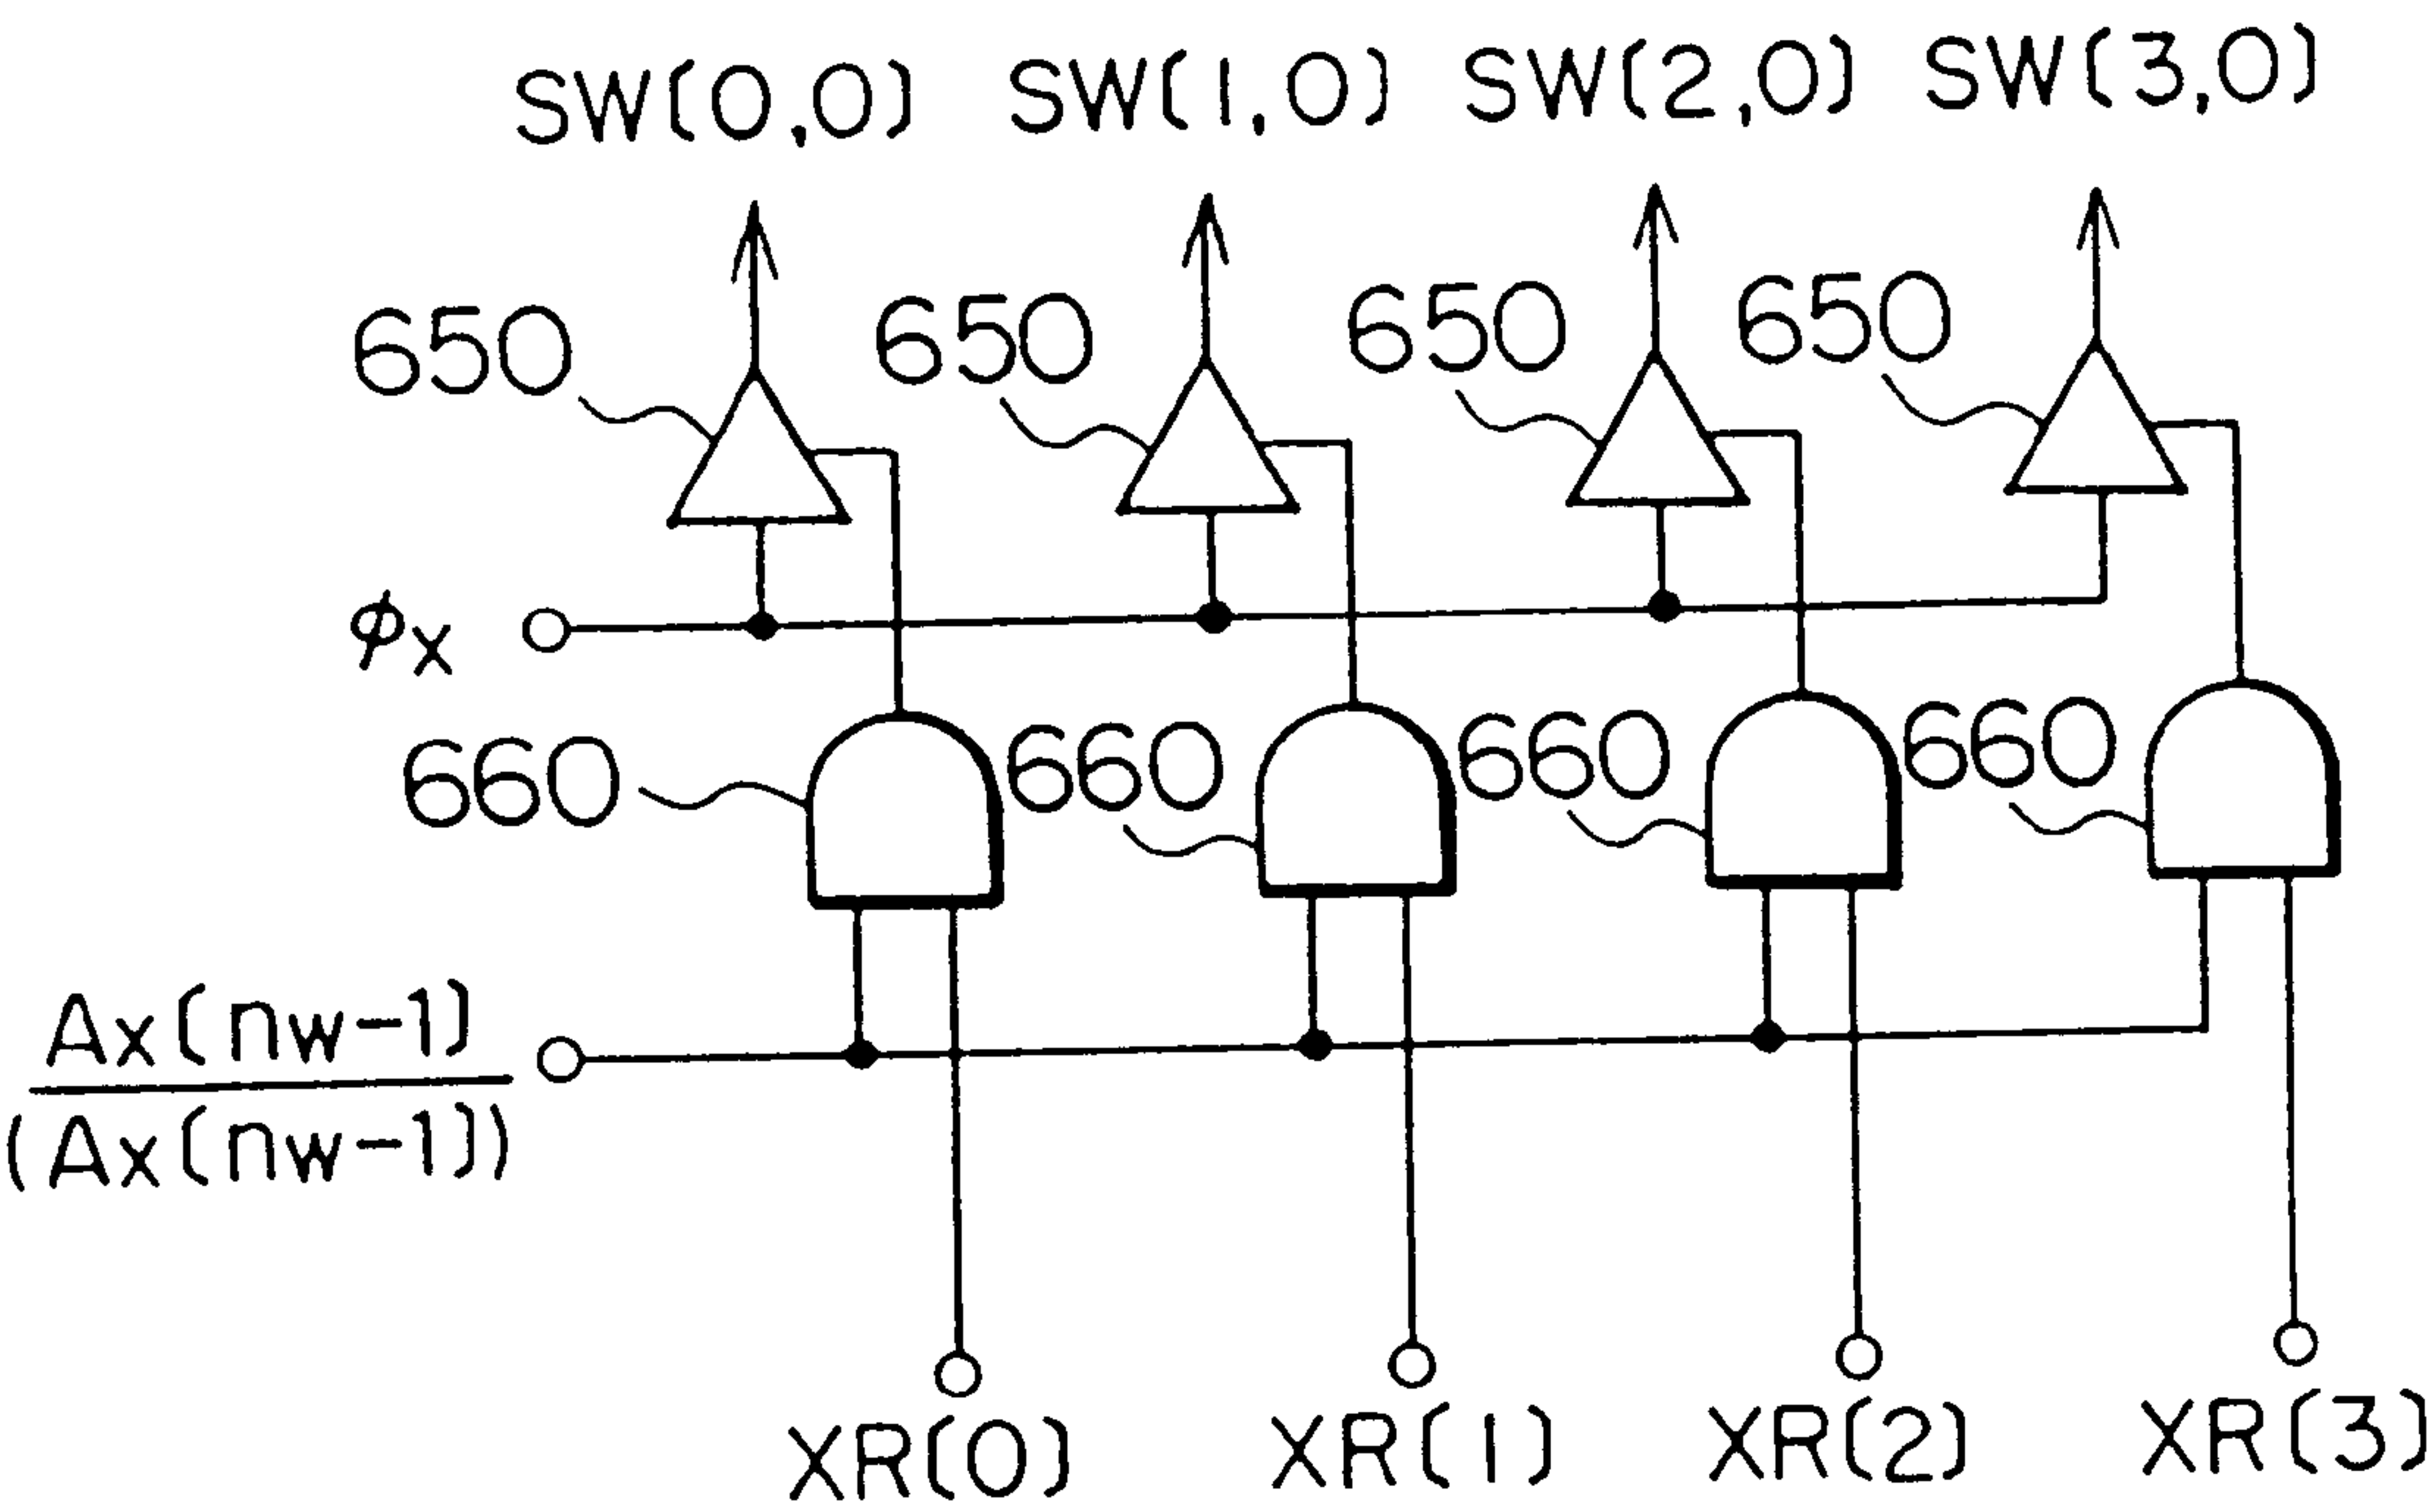 SW(0,0) SW(1,0) SW(2,0) SW(3,0)
650 650 650 650
φX
660 660 660 660
Ax(nw-1)
(Ax(nw-1))
XR(0) XR(1) XR(2) XR(3)